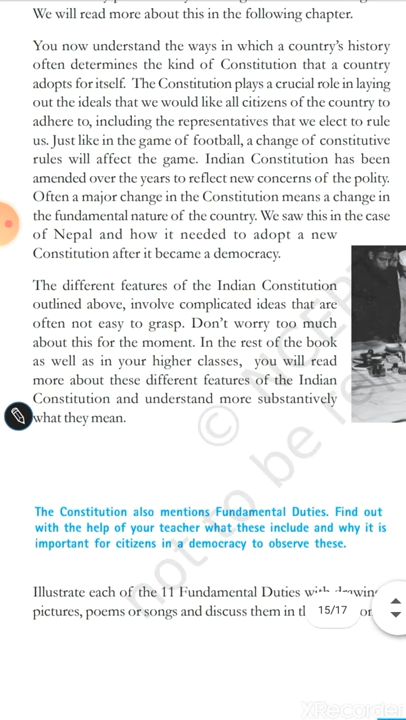 We will read more about this in the following chapter.
You now understand the ways in which a country's history
often determines the kind of Constitution that a country
adopts for itself. The Constitution plays a crucial role in laying
out the ideals that we would like all citizens of the country to
adhere to, including the representatives that we elect to rule
us. Just like in the game of football, a change of constitutive
rules will affect the game. Indian Constitution has been
amended over the years to reflect new concerns of the polity.
Often a major change in the Constitution means a change in
the fundamental nature of the country. We saw this in the case
of Nepal and how it needed to adopt a new
Constitution after it became a democracy.
The different features of the Indian Constitution
outlined above, involve complicated ideas that are
often not easy to grasp. Don't worry too much
about this for the moment. In the rest of the book
as well as in your higher classes, you will read
more about these different features of the Indian
Constitution and understand more substantively
what they mean.
©
not to be
The Constitution also mentions Fundamental Duties. Find out
with the help of your teacher what these include and why it is
important for citizens in a democracy to observe these.
Illustrate each of the 11 Fundamental Duties with
pictures, poems or songs and discuss them in
15/17
XRecorder